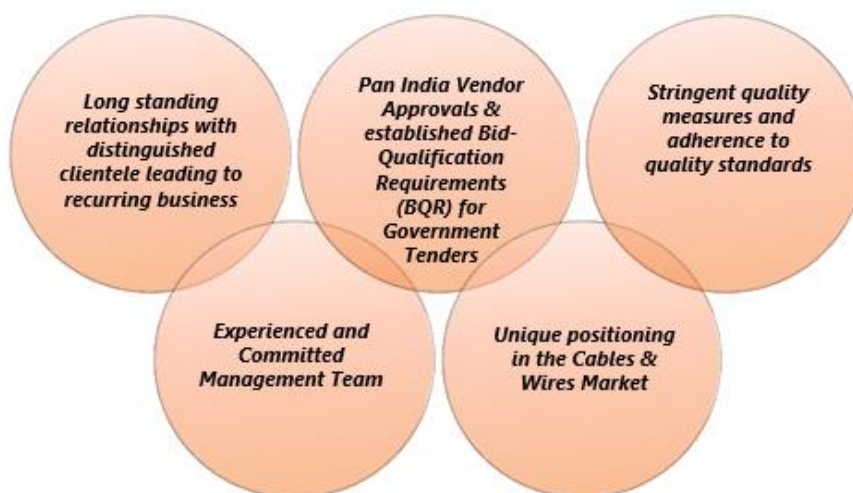 Long standing
relationships with
distinguished
clientele leading to
recurring business
Pan India Vendor
Approvals &
established Bid-
Qualification
Requirements
(BQR) for
Government
Tenders
Stringent quality
measures and
adherence to
quality standards
Experienced and
Committed
Management Team
Unique positioning
in the Cables &
Wires Market